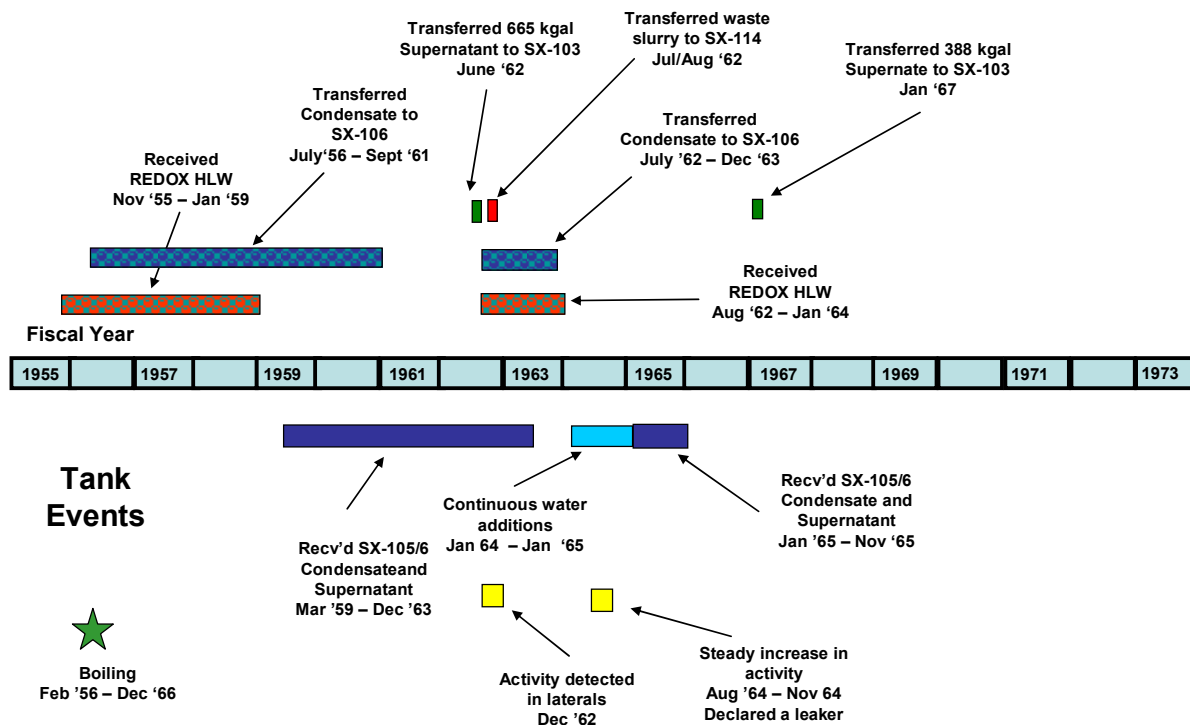 Transferred 665 kgal
Supernatant to SX-103
June ‘62
Transferred waste
slurry to SX-114
Jul/Aug ‘62
Transferred 388 kgal
Supernate to SX-103
Jan ‘67
Transferred
Condensate to
SX-106
July‘56 – Sept ‘61
Transferred
Condensate to SX-106
July ’62 – Dec ‘63
Received
REDOX HLW
Nov ‘55 – Jan ‘59
Received
REDOX HLW
Aug ‘62 – Jan ‘64
Fiscal Year
1955 1957 1959 1961 1963 1965 1967 1969 1971 1973
Tank
Events
Continuous water
additions
Jan 64 – Jan ‘65
Recv’d SX-105/6
Condensate and
Supernatant
Jan ’65 – Nov ‘65
Recv’d SX-105/6
Condensateand
Supernatant
Mar ’59 – Dec ’63
Boiling
Feb ’56 – Dec ‘66
Activity detected
in laterals
Dec ’62
Steady increase in
activity
Aug ’64 – Nov 64
Declared a leaker